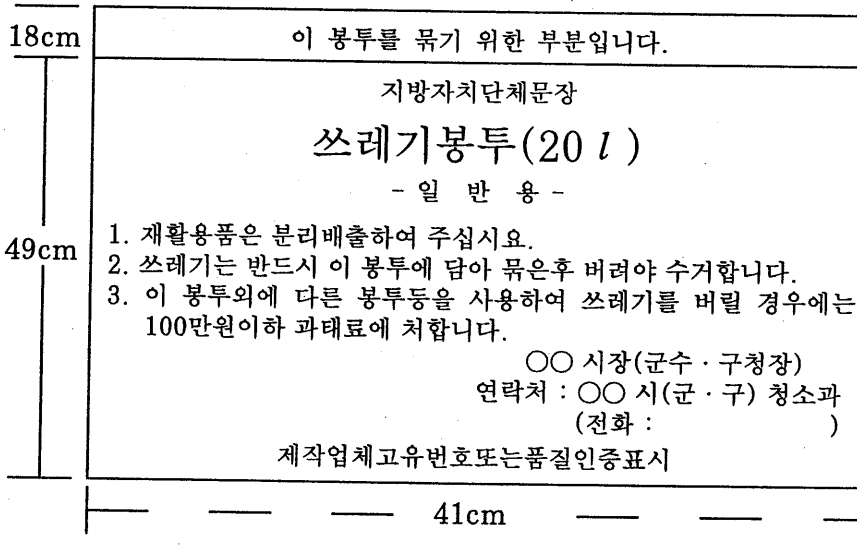 18cm
이 봉투를 묶기 위한 부분입니다.
지방자치단체문장
쓰레기봉투(20 l )
- 일 반 용 -
49cm
1. 재활용품은 분리배출하여 주십시요.
2. 쓰레기는 반드시 이 봉투에 담아 묶은후 버려야 수거합니다.
3. 이 봉투외에 다른 봉투등을 사용하여 쓰레기를 버릴 경우에는
100만원이하 과태료에 처합니다.
○○ 시장(군수 · 구청장)
연락처 : ○○ 시(군 · 구) 청소과
(전화 : )
제작업체고유번호또는품질인증표시
41cm